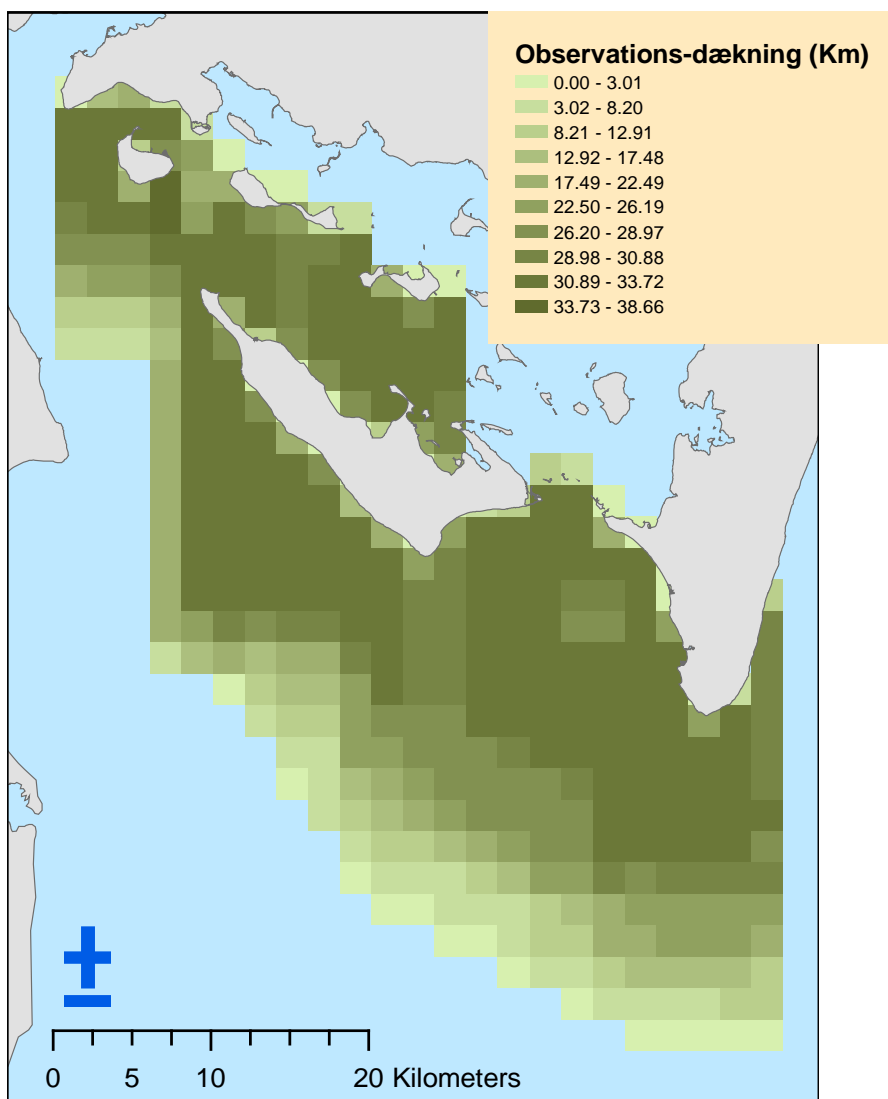 Observations-dækning (Km)
0.00 - 3.01
3.02 - 8.20
8.21 - 12.91
12.92 - 17.48
17.49 - 22.49
22.50 - 26.19
26.20 - 28.97
28.98 - 30.88
30.89 - 33.72
33.73 - 38.66
±
0 5 10 20 Kilometers